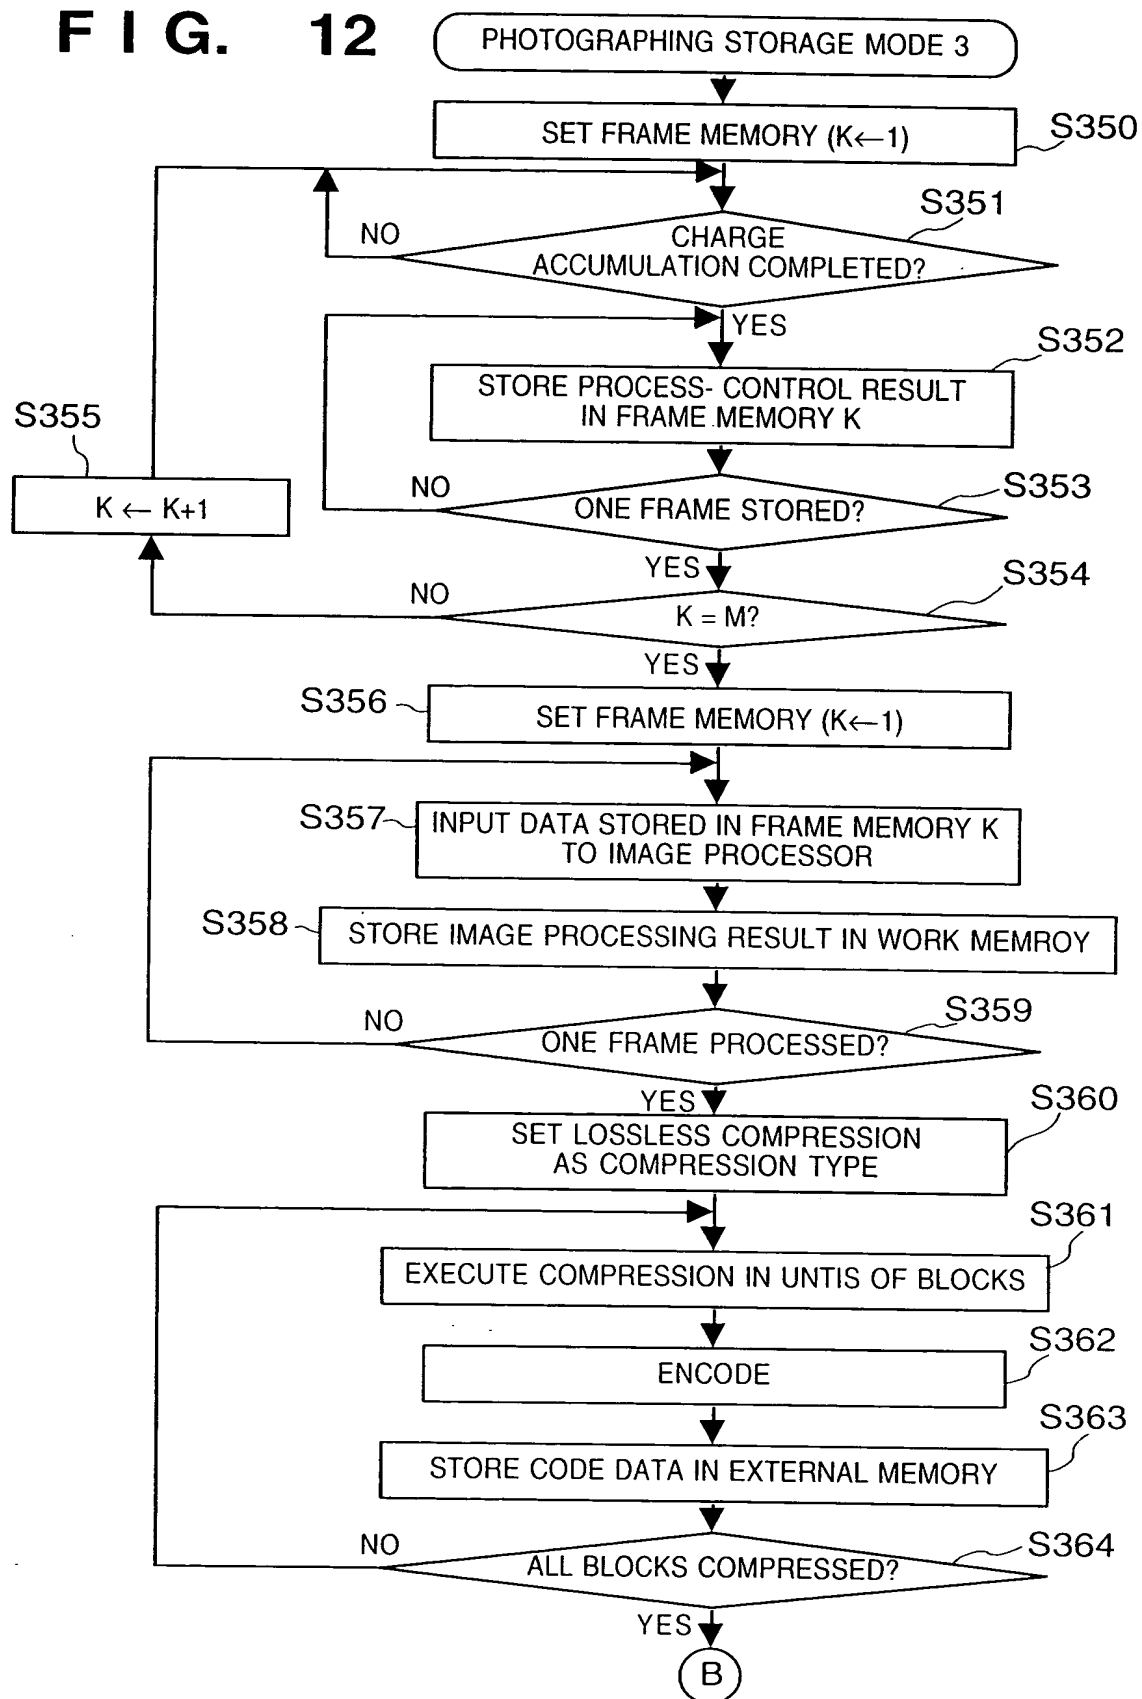 FIG. 12
PHOTOGRAPHING STORAGE MODE 3
SET FRAME MEMORY (K←1)
S350
S351
NO
CHARGE
ACCUMULATION COMPLETED?
YES
S352
STORE PROCESS- CONTROL RESULT
IN FRAME MEMORY K
S355
K ← K+1
NO
S353
ONE FRAME STORED?
YES
S354
NO
K = M?
YES
S356
SET FRAME MEMORY (K←1)
S357
INPUT DATA STORED IN FRAME MEMORY K
TO IMAGE PROCESSOR
S358
STORE IMAGE PROCESSING RESULT IN WORK MEMROY
S359
NO
ONE FRAME PROCESSED?
YES
S360
SET LOSSLESS COMPRESSION
AS COMPRESSION TYPE
S361
EXECUTE COMPRESSION IN UNTIS OF BLOCKS
S362
ENCODE
S363
STORE CODE DATA IN EXTERNAL MEMORY
NO
S364
ALL BLOCKS COMPRESSED?
YES
B